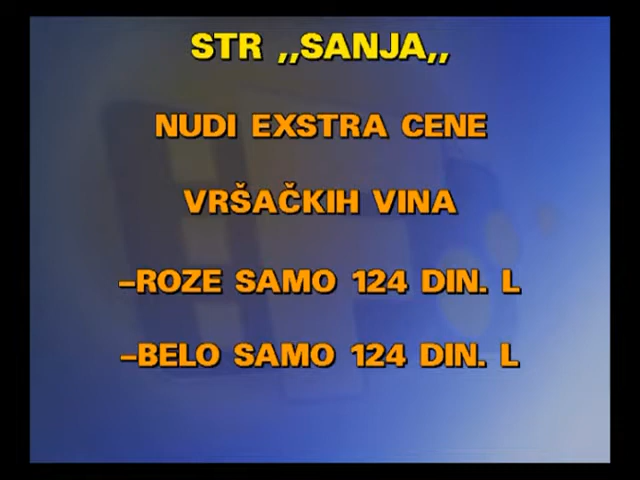 STR ,,SANJA,,
NUDI EXSTRA CENE
VRŠAČKIH VINA
–ROZE SAMO 124 DIN. L
–BELO SAMO 124 DIN. L